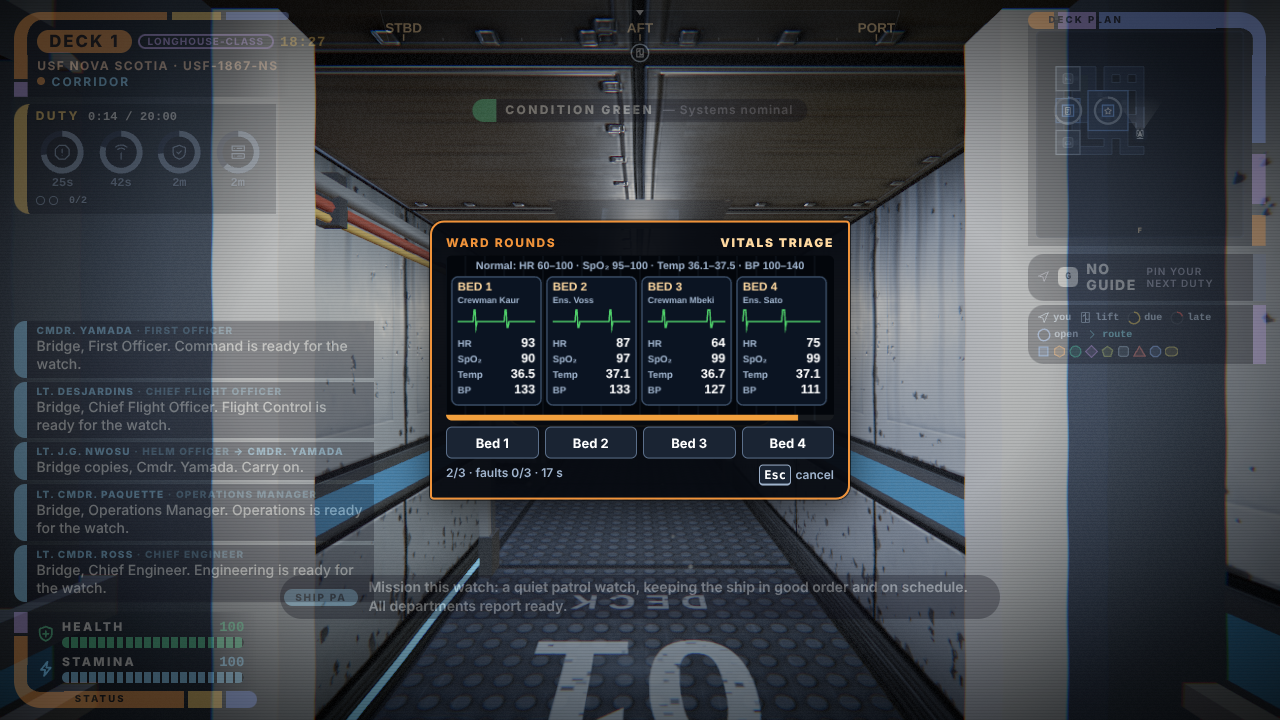 STBD
AFT
PORT
DECK 1
LONGHOUSE-CLASS
18:27
USF NOVA SCOTIA · USF-1867-NS
CORRIDOR
DUTY 0:14 / 20:00
25s 42s 2m 2m
0/2
CONDITION GREEN — Systems nominal
DECK PLAN
F
G
NO GUIDE
PIN YOUR NEXT DUTY
you lift due late
open route
WARD ROUNDS
VITALS TRIAGE
Normal: HR 60–100 · SpO₂ 95–100 · Temp 36.1–37.5 · BP 100–140
BED 1
Crewman Kaur
HR 93
SpO₂ 90
Temp 36.5
BP 133
BED 2
Ens. Voss
HR 87
SpO₂ 97
Temp 37.1
BP 133
BED 3
Crewman Mbeki
HR 64
SpO₂ 99
Temp 36.7
BP 127
BED 4
Ens. Sato
HR 75
SpO₂ 99
Temp 37.1
BP 111
Bed 1
Bed 2
Bed 3
Bed 4
2/3 · faults 0/3 · 17 s
Esc cancel
CMDR. YAMADA · FIRST OFFICER
Bridge, First Officer. Command is ready for the
watch.
LT. DESJARDINS · CHIEF FLIGHT OFFICER
Bridge, Chief Flight Officer. Flight Control is
ready for the watch.
LT. J.G. NWOSU · HELM OFFICER → CMDR. YAMADA
Bridge copies, Cmdr. Yamada. Carry on.
LT. CMDR. PAQUETTE · OPERATIONS MANAGER
Bridge, Operations Manager. Operations is ready
for the watch.
LT. CMDR. ROSS · CHIEF ENGINEER
Bridge, Chief Engineer. Engineering is ready for
the watch.
SHIP PA
Mission this watch: a quiet patrol watch, keeping the ship in good order and on schedule.
All departments report ready.
DECK
01
HEALTH 100
STAMINA 100
STATUS